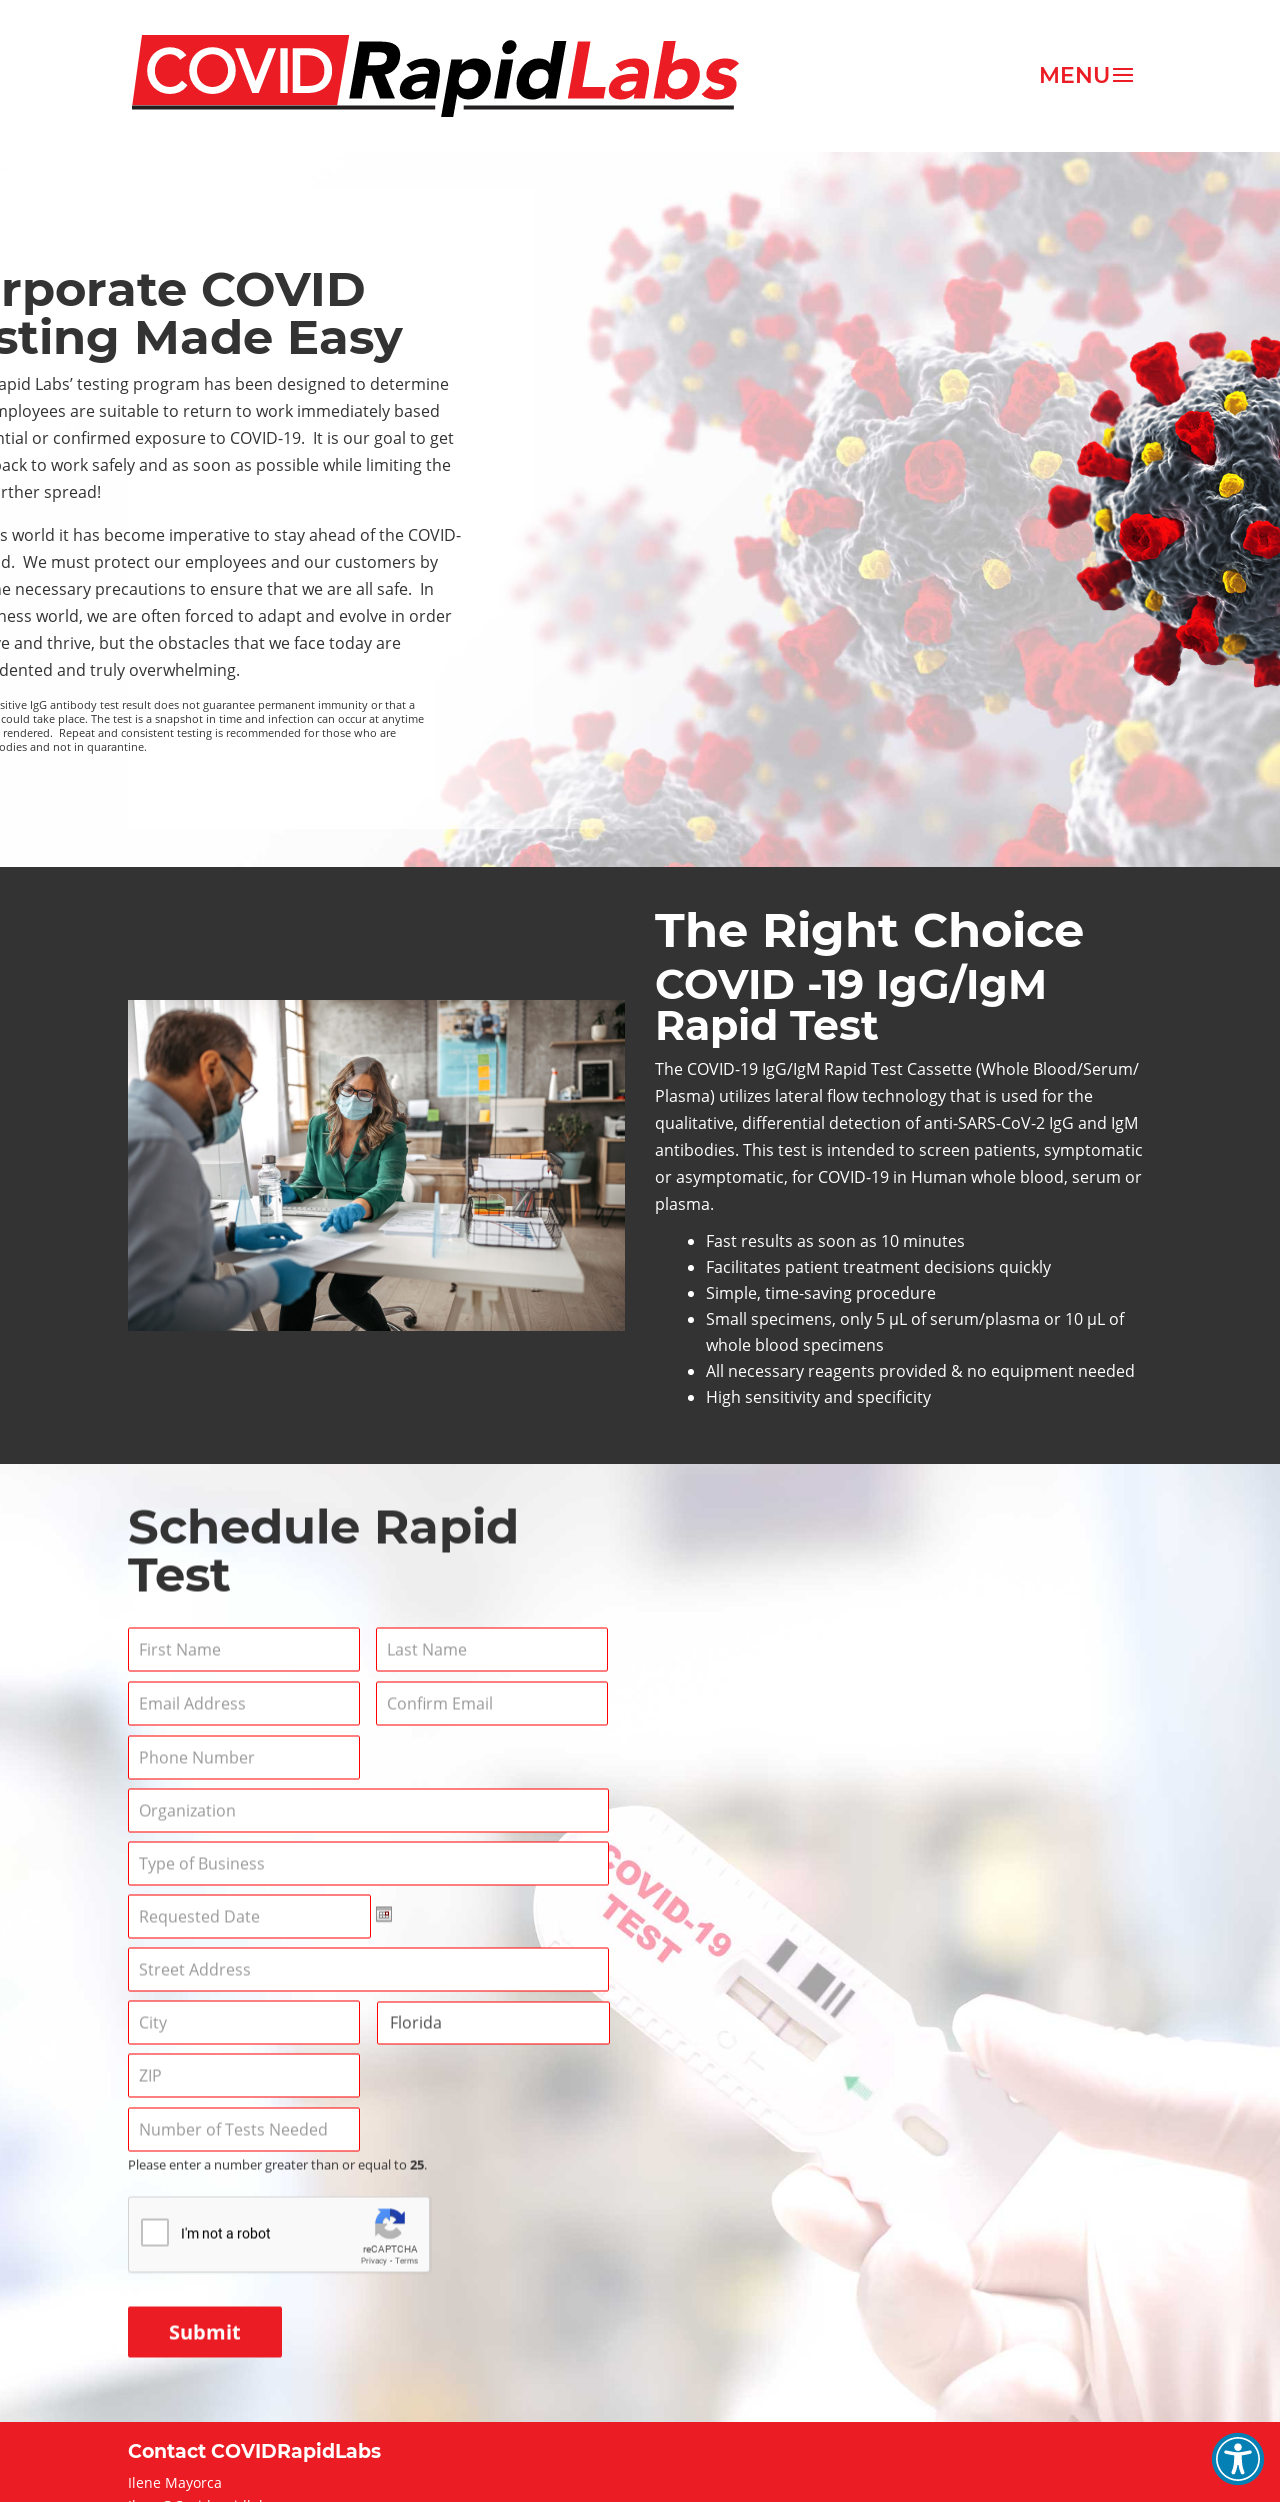 COVID RapidLabs
MENU
rporate COVID
sting Made Easy
apid Labs’ testing program has been designed to determine
mployees are suitable to return to work immediately based
ntial or confirmed exposure to COVID-19.  It is our goal to get
back to work safely and as soon as possible while limiting the
rther spread!
s world it has become imperative to stay ahead of the COVID-
d.  We must protect our employees and our customers by
he necessary precautions to ensure that we are all safe.  In
ness world, we are often forced to adapt and evolve in order
ve and thrive, but the obstacles that we face today are
dented and truly overwhelming.
sitive IgG antibody test result does not guarantee permanent immunity or that a
could take place. The test is a snapshot in time and infection can occur at anytime
rendered.  Repeat and consistent testing is recommended for those who are
odies and not in quarantine.
The Right Choice
COVID -19 IgG/IgM
Rapid Test
The COVID-19 IgG/IgM Rapid Test Cassette (Whole Blood/Serum/
Plasma) utilizes lateral flow technology that is used for the
qualitative, differential detection of anti-SARS-CoV-2 IgG and IgM
antibodies. This test is intended to screen patients, symptomatic
or asymptomatic, for COVID-19 in Human whole blood, serum or
plasma.
• Fast results as soon as 10 minutes
• Facilitates patient treatment decisions quickly
• Simple, time-saving procedure
• Small specimens, only 5 µL of serum/plasma or 10 µL of
whole blood specimens
• All necessary reagents provided & no equipment needed
• High sensitivity and specificity
Schedule Rapid
Test
First Name
Last Name
Email Address
Confirm Email
Phone Number
Organization
Type of Business
Requested Date
Street Address
City
Florida
ZIP
Number of Tests Needed
Please enter a number greater than or equal to 25.
COVID-19
TEST
C T
I'm not a robot
reCAPTCHA
Privacy - Terms
Submit
Contact COVIDRapidLabs
Ilene Mayorca